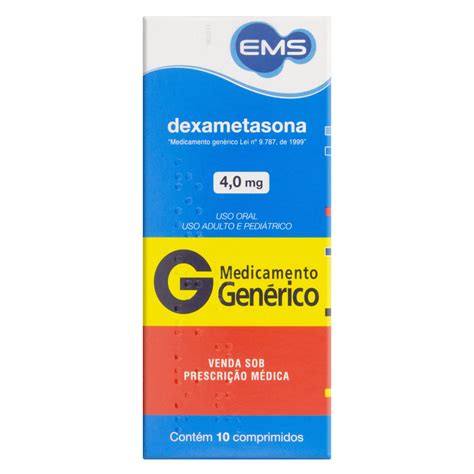 EMS
dexametasona
"Medicamento genérico Lei nº 9.787, de 1999"
4,0 mg
USO ORAL
USO ADULTO E PEDIÁTRICO
G Medicamento
Genérico
VENDA SOB
PRESCRIÇÃO MÉDICA
Contém 10 comprimidos